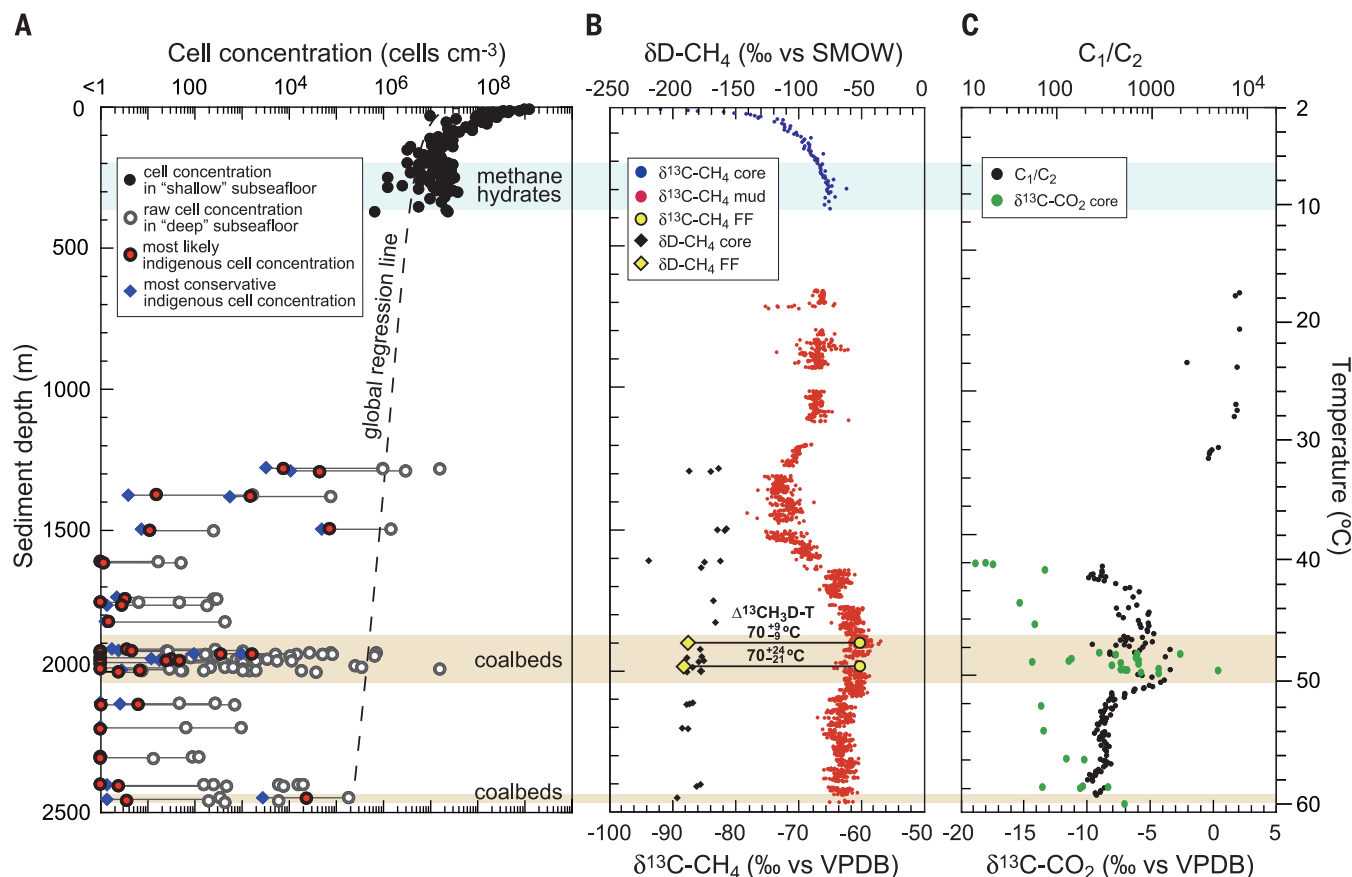 A
Cell concentration (cells cm-3)
<1 100 10^4 10^6 10^8
Sediment depth (m)
0
500
1000
1500
2000
2500
cell concentration
in "shallow" subseafloor
raw cell concentration
in "deep" subseafloor
most likely
indigenous cell concentration
most conservative
indigenous cell concentration
methane
hydrates
global regression line
coalbeds
coalbeds
B
δD-CH4 (‰ vs SMOW)
-250 -200 -150 -100 -50 0
δ13C-CH4 core
δ13C-CH4 mud
δ13C-CH4 FF
δD-CH4 core
δD-CH4 FF
Δ13CH3D-T
70 +9 -9 ºC
70 +24 -21 ºC
-100 -90 -80 -70 -60 -50
δ13C-CH4 (‰ vs VPDB)
C
C1/C2
10 100 1000 10^4
C1/C2
δ13C-CO2 core
2
10
20
30
40
50
60
Temperature (ºC)
-20 -15 -10 -5 0 5
δ13C-CO2 (‰ vs VPDB)